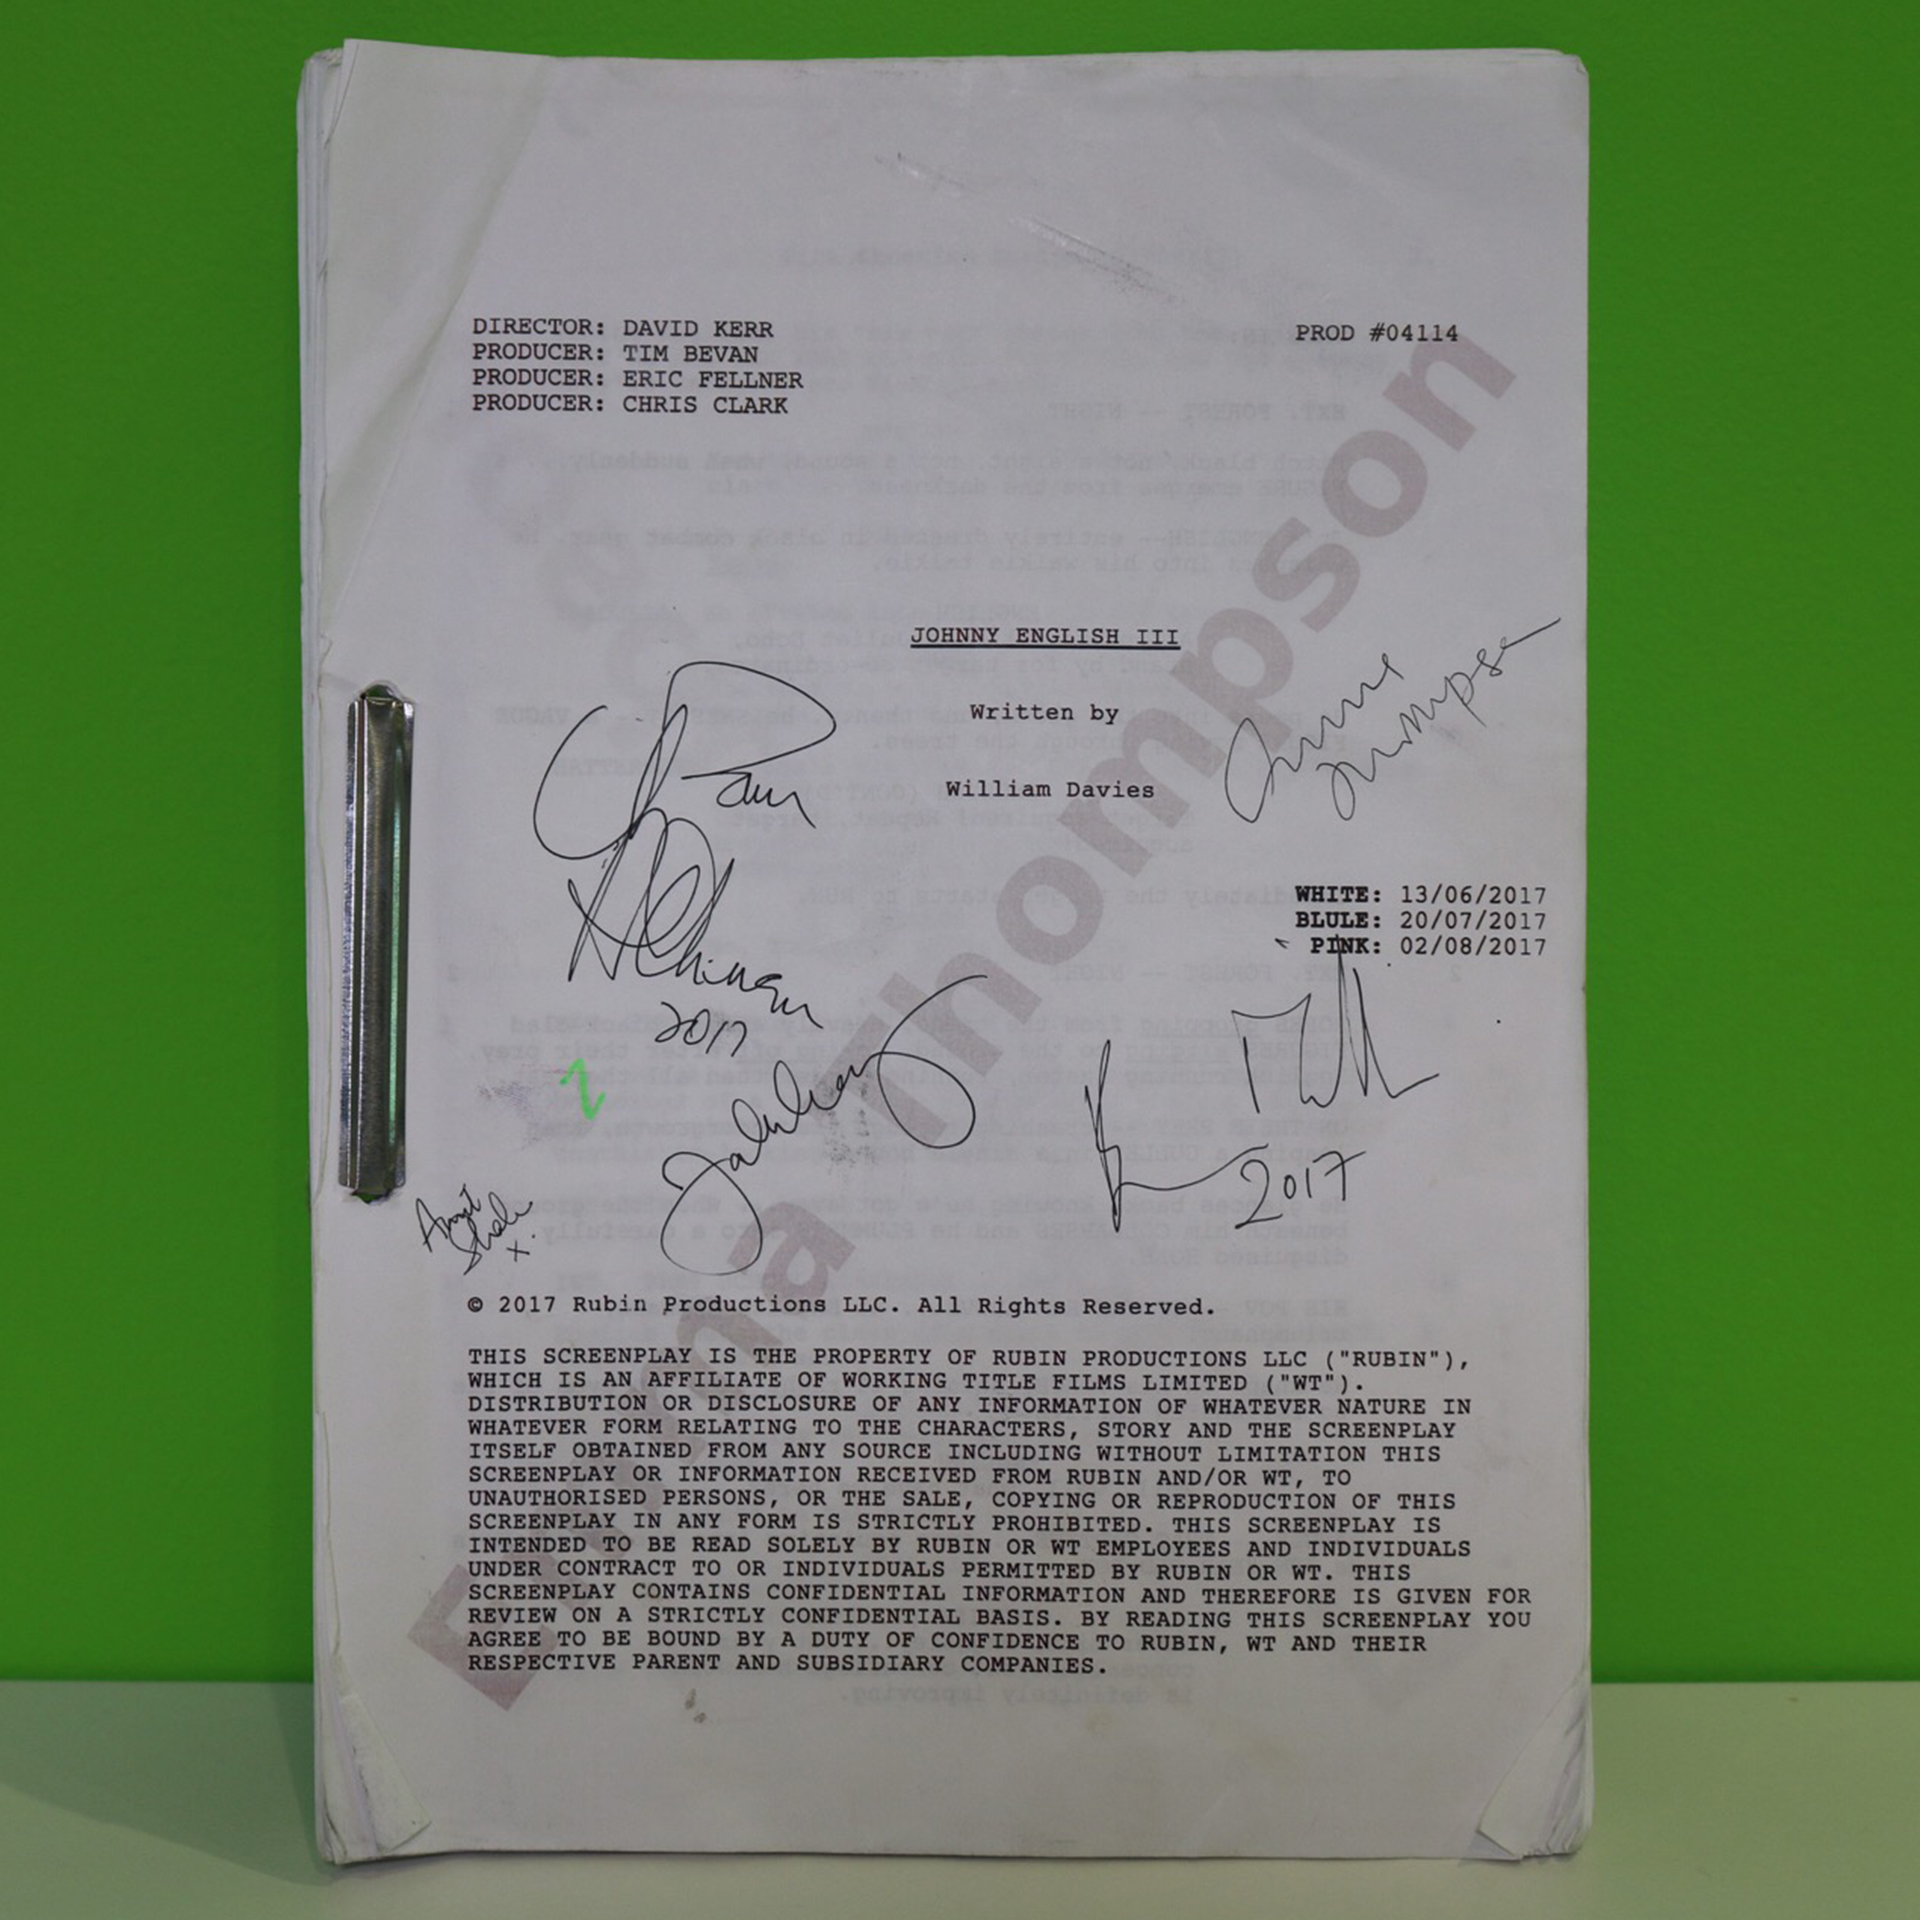 DIRECTOR: DAVID KERR
PROD #04114
PRODUCER: TIM BEVAN
PRODUCER: ERIC FELLNER
PRODUCER: CHRIS CLARK
JOHNNY ENGLISH III
Written by
William Davies
Emma Thompson
WHITE: 13/06/2017
BLULE: 20/07/2017
PINK: 02/08/2017
2017
2017
Amit
Shah
x.
© 2017 Rubin Productions LLC. All Rights Reserved.
THIS SCREENPLAY IS THE PROPERTY OF RUBIN PRODUCTIONS LLC ("RUBIN"),
WHICH IS AN AFFILIATE OF WORKING TITLE FILMS LIMITED ("WT").
DISTRIBUTION OR DISCLOSURE OF ANY INFORMATION OF WHATEVER NATURE IN
WHATEVER FORM RELATING TO THE CHARACTERS, STORY AND THE SCREENPLAY
ITSELF OBTAINED FROM ANY SOURCE INCLUDING WITHOUT LIMITATION THIS
SCREENPLAY OR INFORMATION RECEIVED FROM RUBIN AND/OR WT, TO
UNAUTHORISED PERSONS, OR THE SALE, COPYING OR REPRODUCTION OF THIS
SCREENPLAY IN ANY FORM IS STRICTLY PROHIBITED. THIS SCREENPLAY IS
INTENDED TO BE READ SOLELY BY RUBIN OR WT EMPLOYEES AND INDIVIDUALS
UNDER CONTRACT TO OR INDIVIDUALS PERMITTED BY RUBIN OR WT. THIS
SCREENPLAY CONTAINS CONFIDENTIAL INFORMATION AND THEREFORE IS GIVEN FOR
REVIEW ON A STRICTLY CONFIDENTIAL BASIS. BY READING THIS SCREENPLAY YOU
AGREE TO BE BOUND BY A DUTY OF CONFIDENCE TO RUBIN, WT AND THEIR
RESPECTIVE PARENT AND SUBSIDIARY COMPANIES.
Emma Thompson